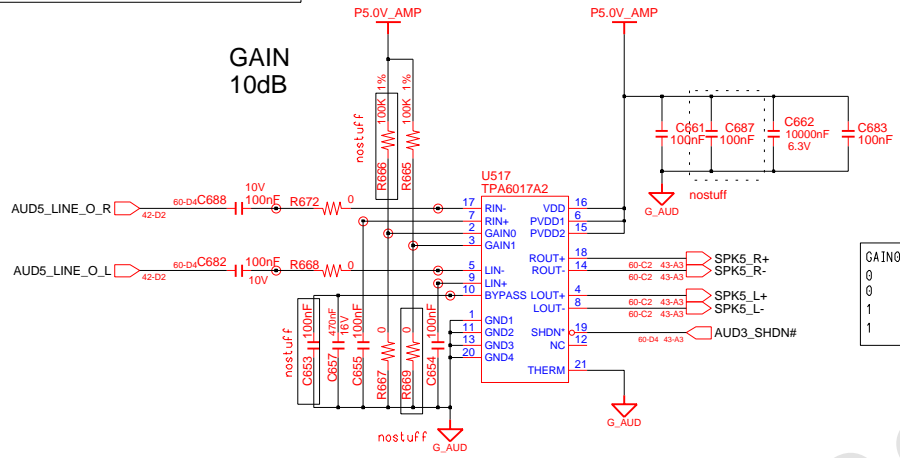 P5.0V_AMP
P5.0V_AMP
GAIN
10dB
nostuff
R666 100K 1%
R665 100K 1%
C661
100nF
C687
100nF
C662
10000nF
6.3V
C683
100nF
nostuff
G_AUD
U517
TPA6017A2
AUD5_LINE_O_R
42-D2
60-D4
C688
10V
100nF
R672
0
AUD5_LINE_O_L
42-D2
60-D4
C682
100nF
10V
R668
0
17 RIN-
7 RIN+
2 GAIN0
3 GAIN1
5 LIN-
9 LIN+
10 BYPASS
1 GND1
11 GND2
13 GND3
20 GND4
VDD 16
PVDD1 6
PVDD2 15
ROUT+ 18
ROUT- 14
LOUT+ 4
LOUT- 8
SHDN* 19
NC 12
THERM 21
SPK5_R+
SPK5_R-
60-C2 43-A3
60-C2 43-A3
SPK5_L+
SPK5_L-
60-C2 43-A3
60-C2 43-A3
AUD3_SHDN#
60-D4 43-A3
GAIN0
0
0
1
1
nostuff
C653 100nF
C657 470nF 16V
C655 100nF
R667 0
R669 0
C654 100nF
nostuff
G_AUD
G_AUD